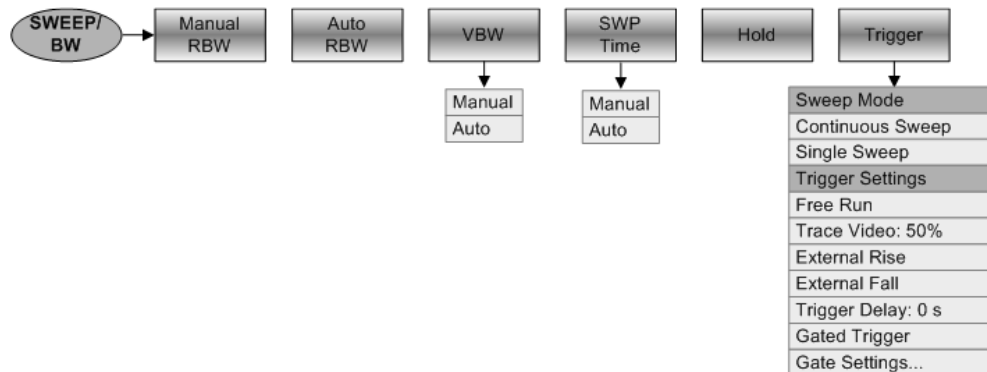 SWEEP/
BW
Manual
RBW
Auto
RBW
VBW
SWP
Time
Hold
Trigger
Manual
Auto
Manual
Auto
Sweep Mode
Continuous Sweep
Single Sweep
Trigger Settings
Free Run
Trace Video: 50%
External Rise
External Fall
Trigger Delay: 0 s
Gated Trigger
Gate Settings...